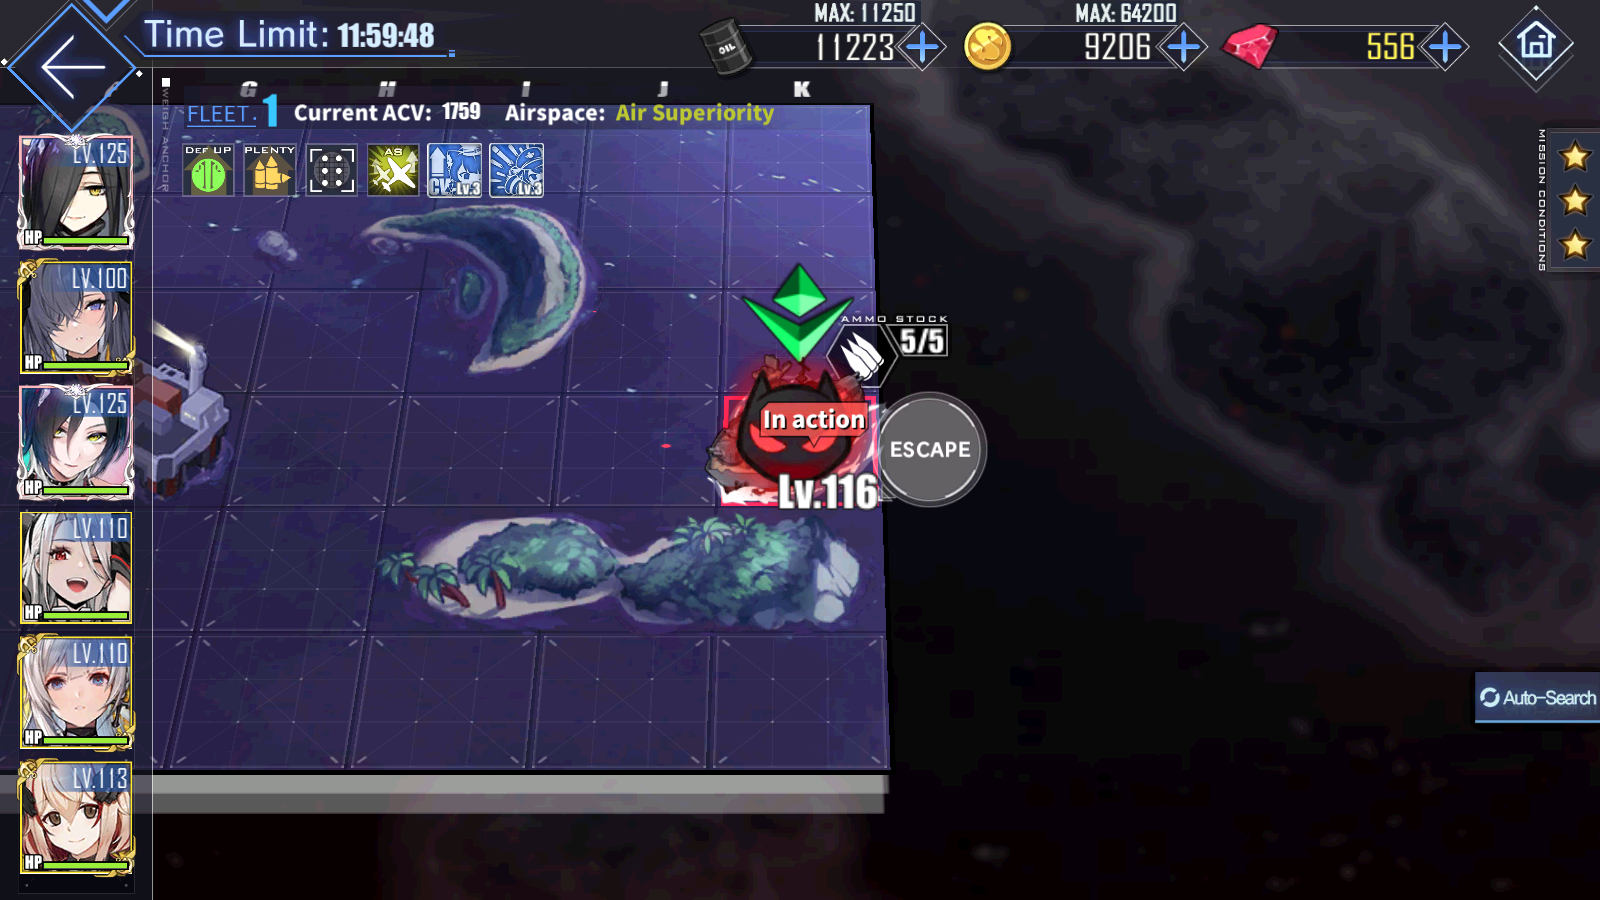 Time Limit: 11:59:48
MAX: 11250
OIL
11223
MAX: 64200
9206
556
G H I J K
WEIGH ANCHOR
FLEET. 1 Current ACV: 1759 Airspace: Air Superiority
DEF UP
PLENTY
AS
CV Lv.3
Lv.3
LV.125
HP
LV.100
HP
LV.125
HP
LV.110
HP
LV.110
HP
LV.113
HP
AMMO STOCK
5/5
In action
Lv.116
ESCAPE
MISSION CONDITIONS
Auto-Search